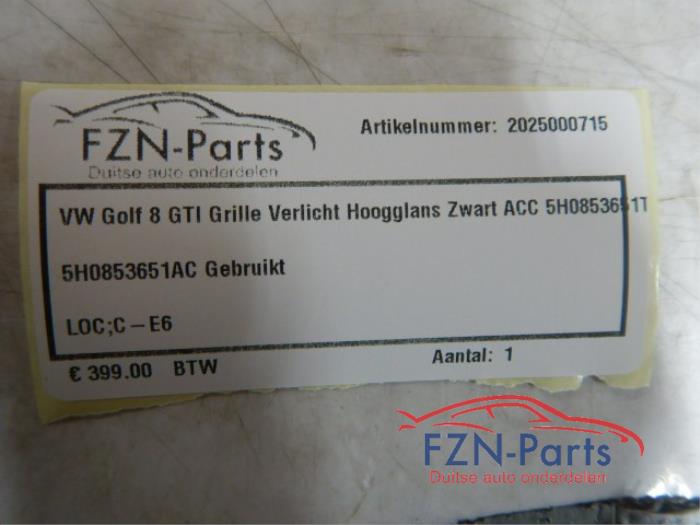 FZN-Parts
Duitse auto onderdelen
Artikelnummer: 2025000715
VW Golf 8 GTI Grille Verlicht Hoogglans Zwart ACC 5H0853651T
5H0853651AC Gebruikt
LOC;C-E6
€ 399.00 BTW
Aantal: 1
FZN-Parts
Duitse auto onderdelen